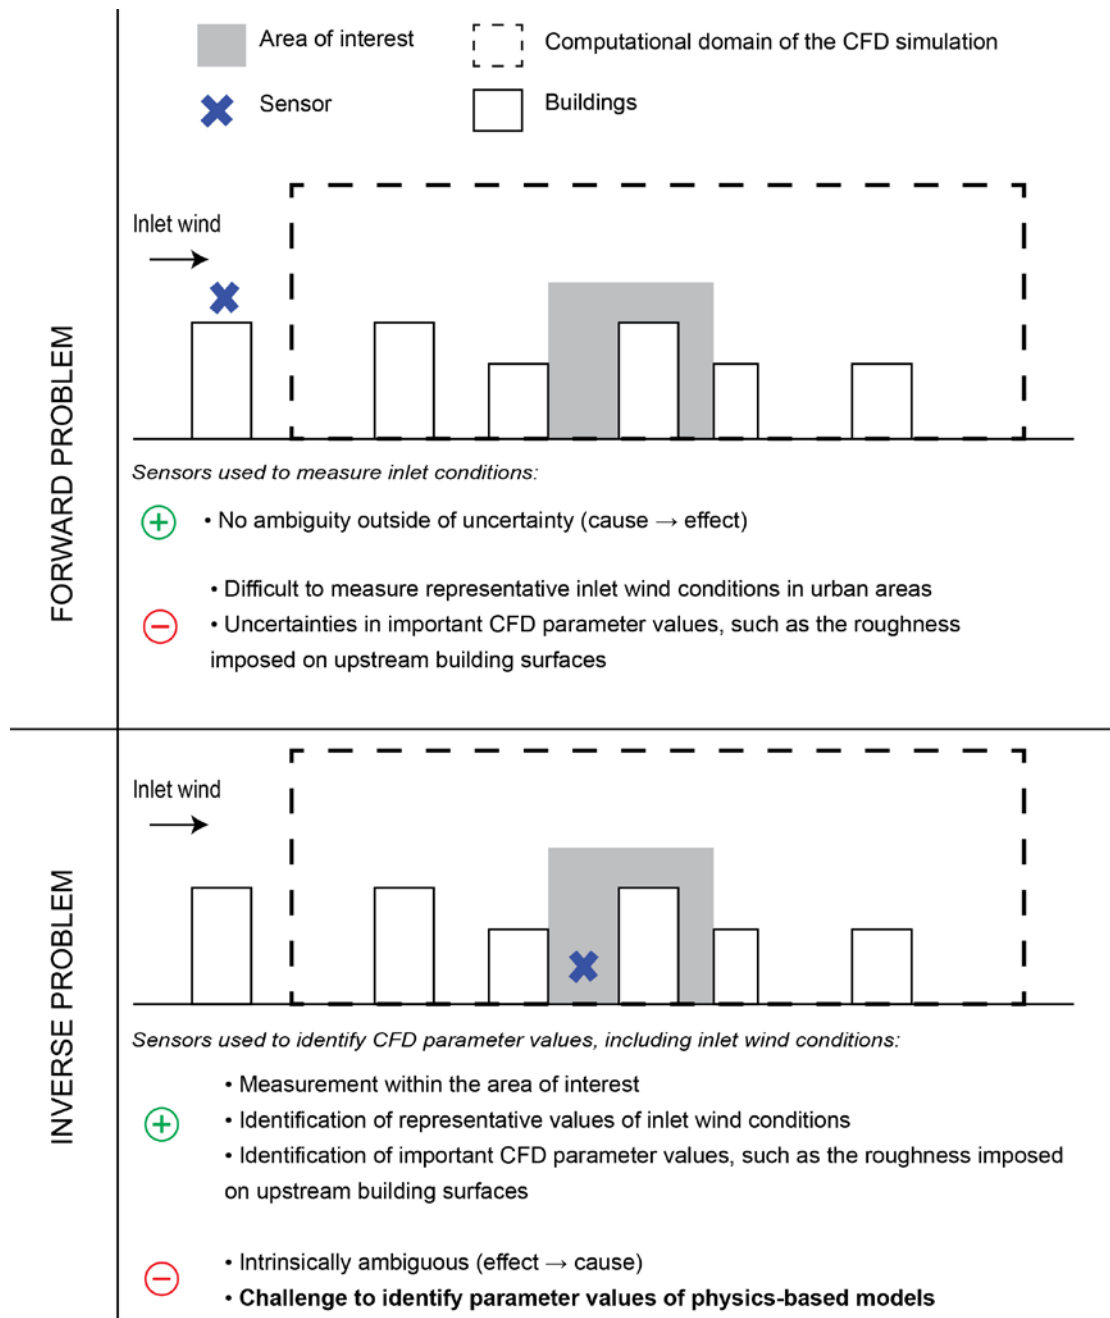 Area of interest
Computational domain of the CFD simulation
Sensor
Buildings
FORWARD PROBLEM
Inlet wind
Sensors used to measure inlet conditions:
• No ambiguity outside of uncertainty (cause → effect)
• Difficult to measure representative inlet wind conditions in urban areas
• Uncertainties in important CFD parameter values, such as the roughness
imposed on upstream building surfaces
INVERSE PROBLEM
Inlet wind
Sensors used to identify CFD parameter values, including inlet wind conditions:
• Measurement within the area of interest
• Identification of representative values of inlet wind conditions
• Identification of important CFD parameter values, such as the roughness imposed
on upstream building surfaces
• Intrinsically ambiguous (effect → cause)
• Challenge to identify parameter values of physics-based models